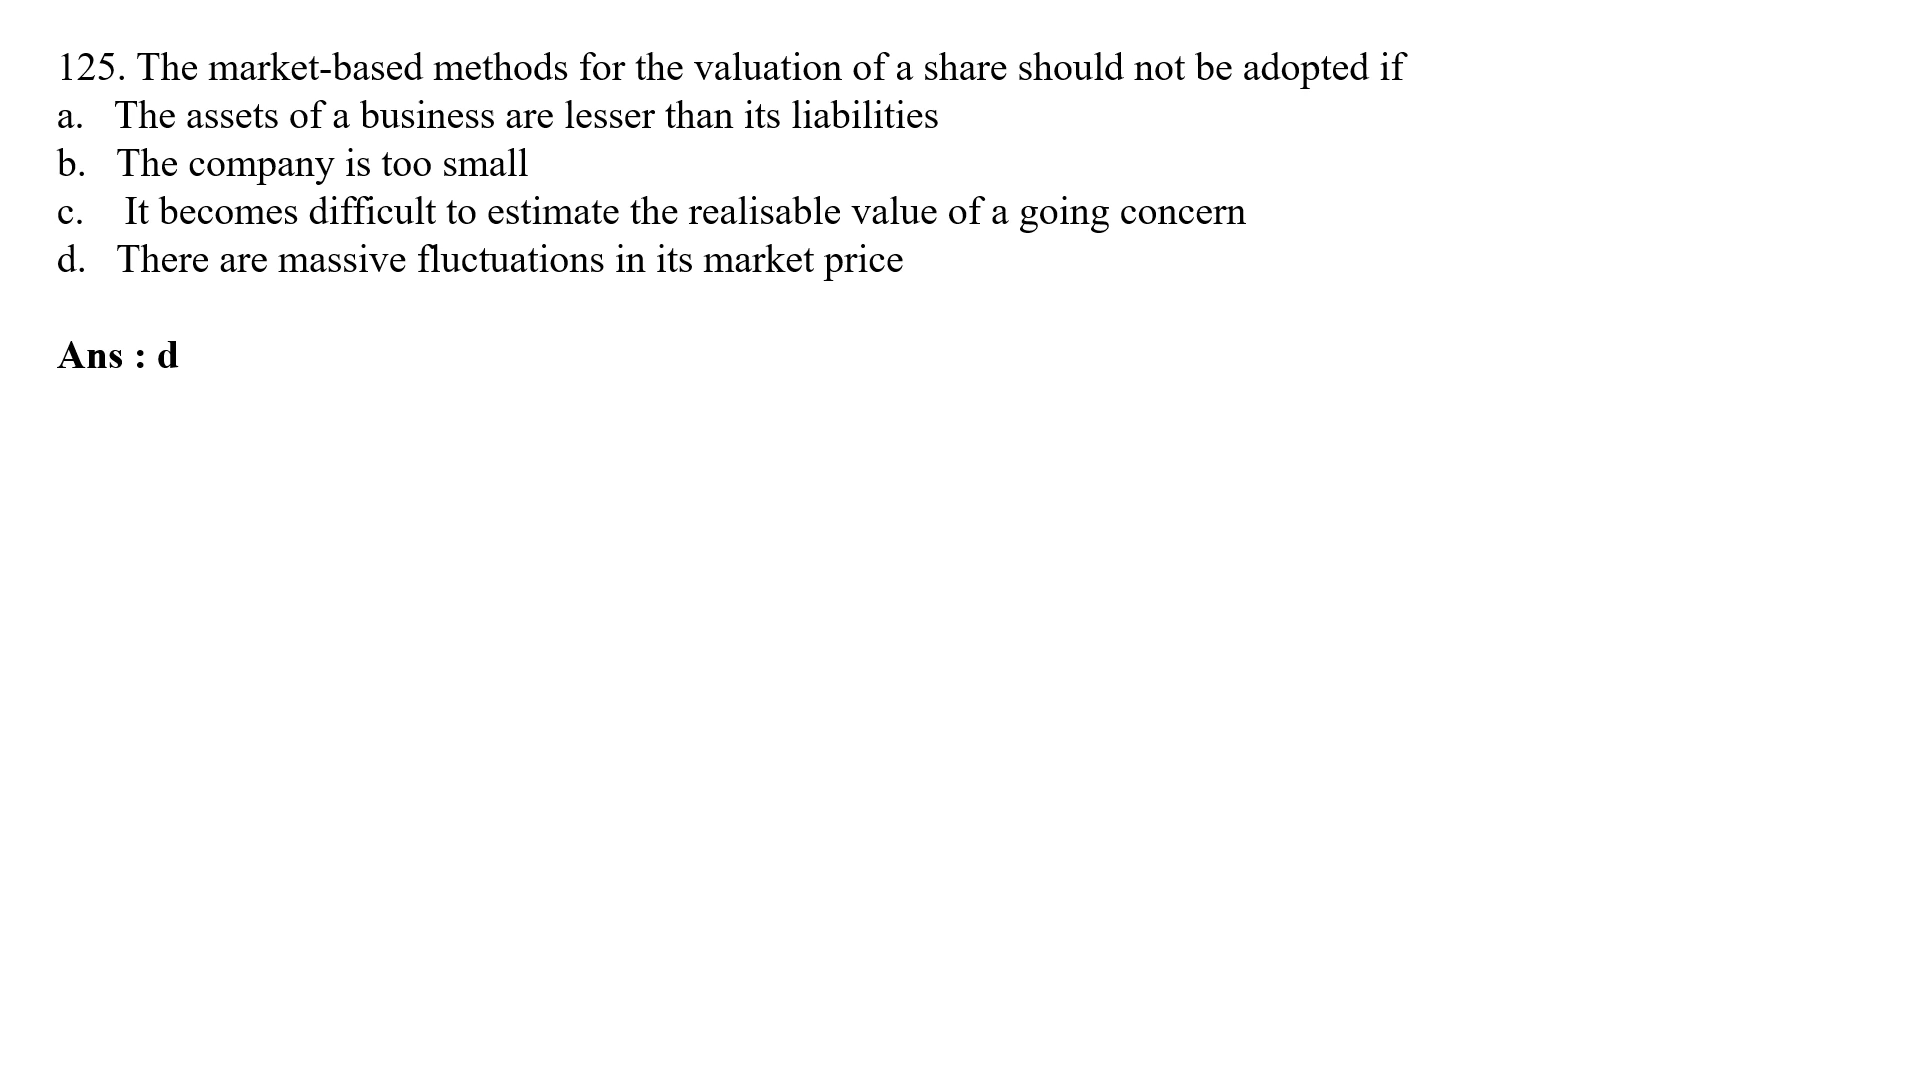 125. The market-based methods for the valuation of a share should not be adopted if
a. The assets of a business are lesser than its liabilities
b. The company is too small
c. It becomes difficult to estimate the realisable value of a going concern
d. There are massive fluctuations in its market price
Ans : d